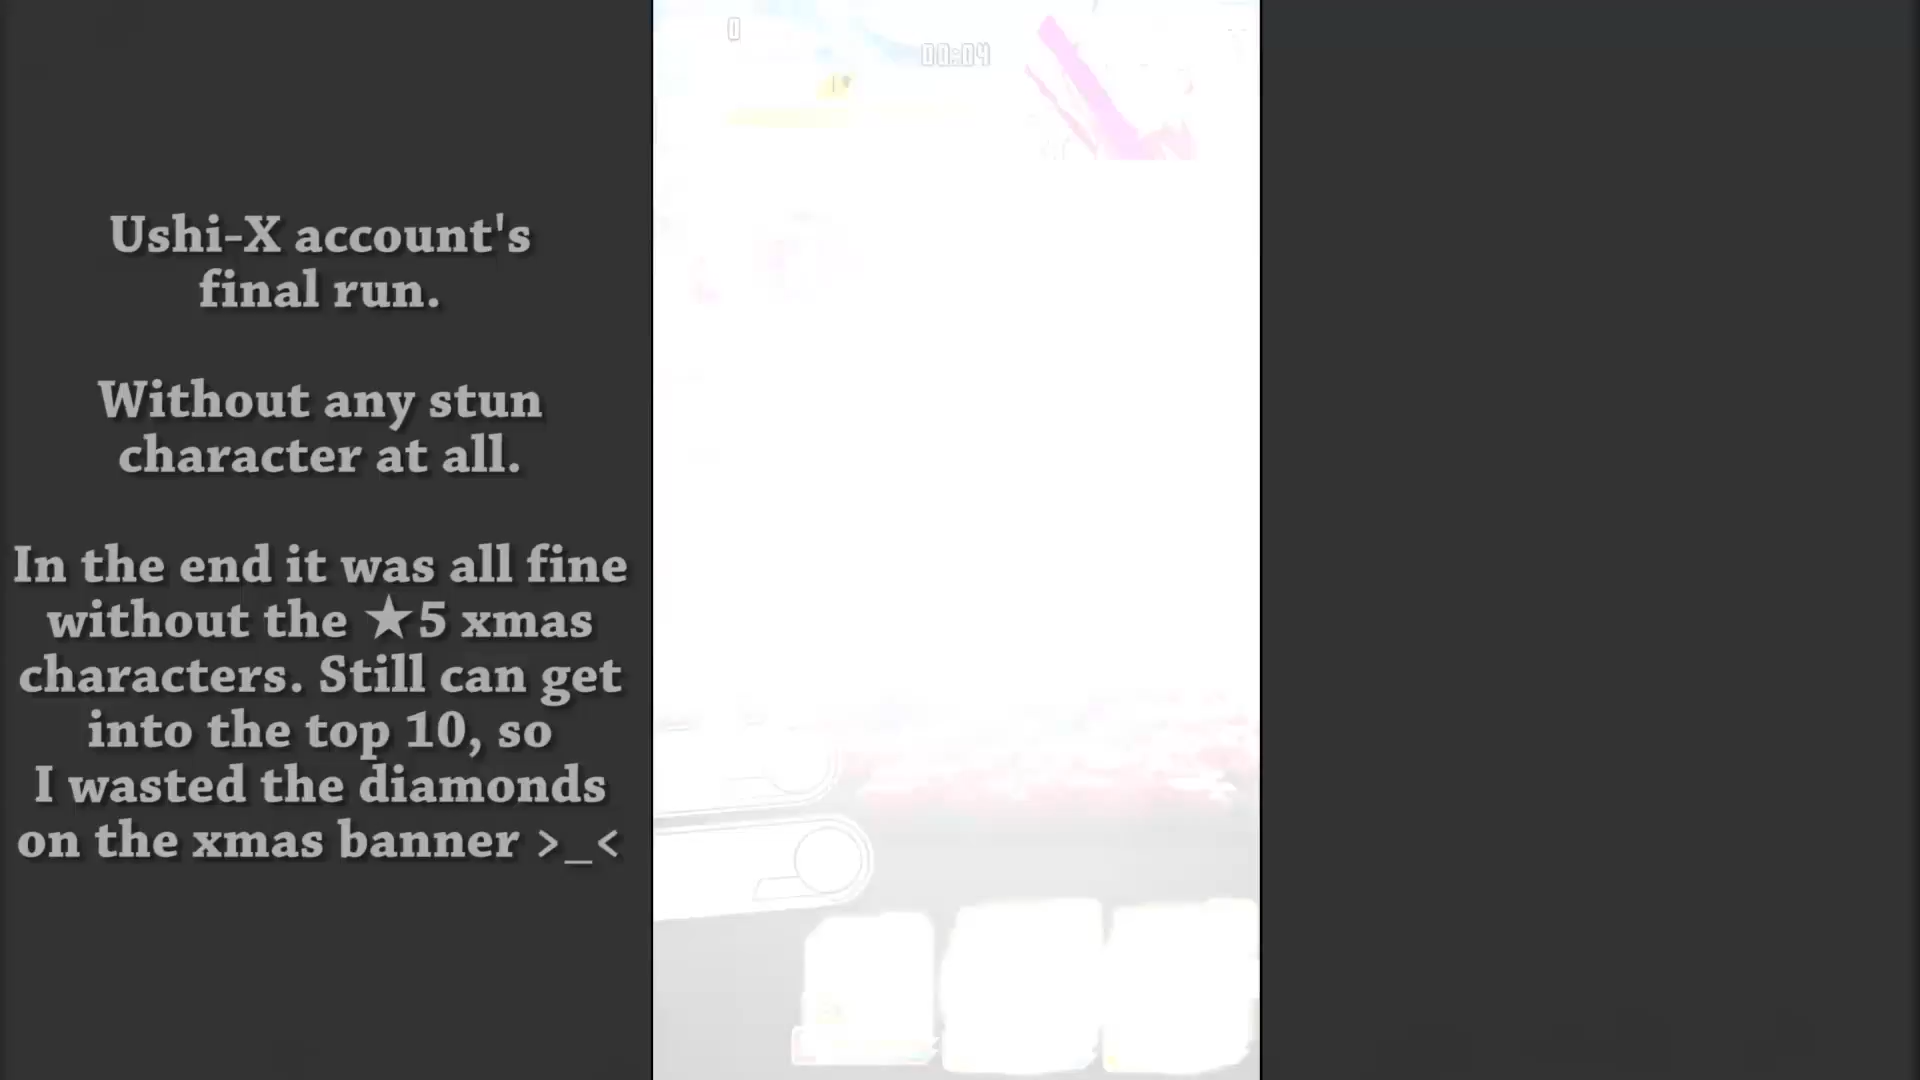 Ushi-X account's
final run.
Without any stun
character at all.
In the end it was all fine
without the ★5 xmas
characters. Still can get
into the top 10, so
I wasted the diamonds
on the xmas banner >_<
0
00:04